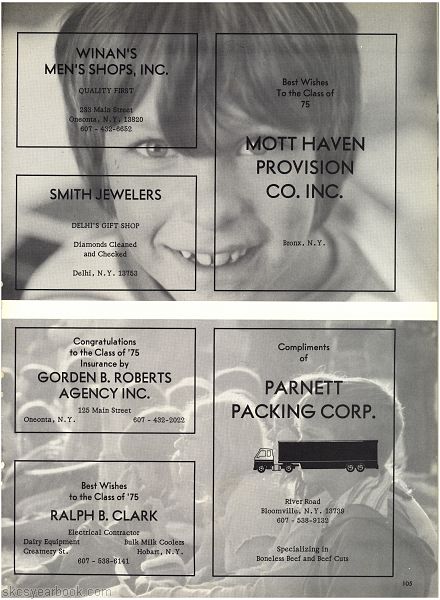 WINAN'S
MEN'S SHOPS, INC.
QUALITY FIRST
233 Main Street
Oneonta, N.Y. 13820
607 - 432-6652
SMITH JEWELERS
DELHI'S GIFT SHOP
Diamonds Cleaned
and Checked
Delhi, N.Y. 13753
Best Wishes
To the Class of
75
MOTT HAVEN
PROVISION
CO. INC.
Bronx, N.Y.
Congratulations
to the Class of '75
Insurance by
GORDEN B. ROBERTS
AGENCY INC.
125 Main Street
Oneonta, N.Y. 607 - 432-2022
Best Wishes
to the Class of '75
RALPH B. CLARK
Electrical Contractor
Dairy Equipment Bulk Milk Coolers
Creamery St. Hobart, N.Y.
607 - 538-6141
Compliments
of
PARNETT
PACKING CORP.
River Road
Bloomville, N.Y. 13739
607 - 538-9132
Specializing in
Boneless Beef and Beef Cuts
105
skcsyearbook.com